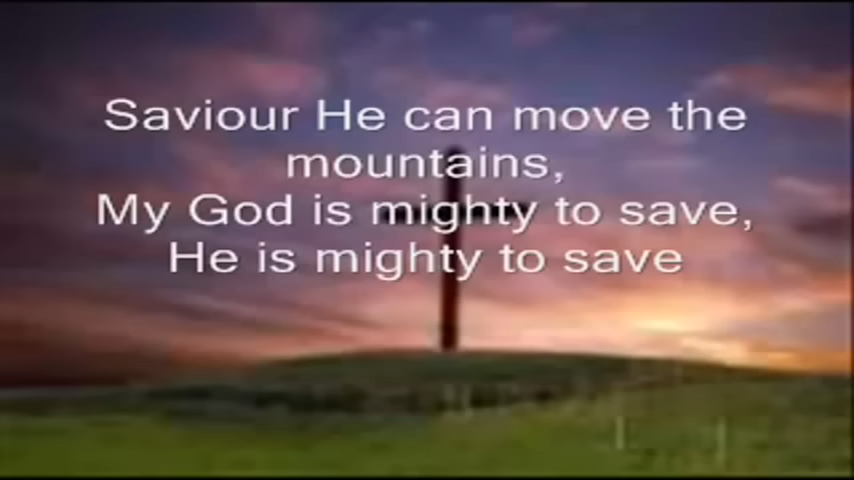 Saviour He can move the
mountains,
My God is mighty to save,
He is mighty to save